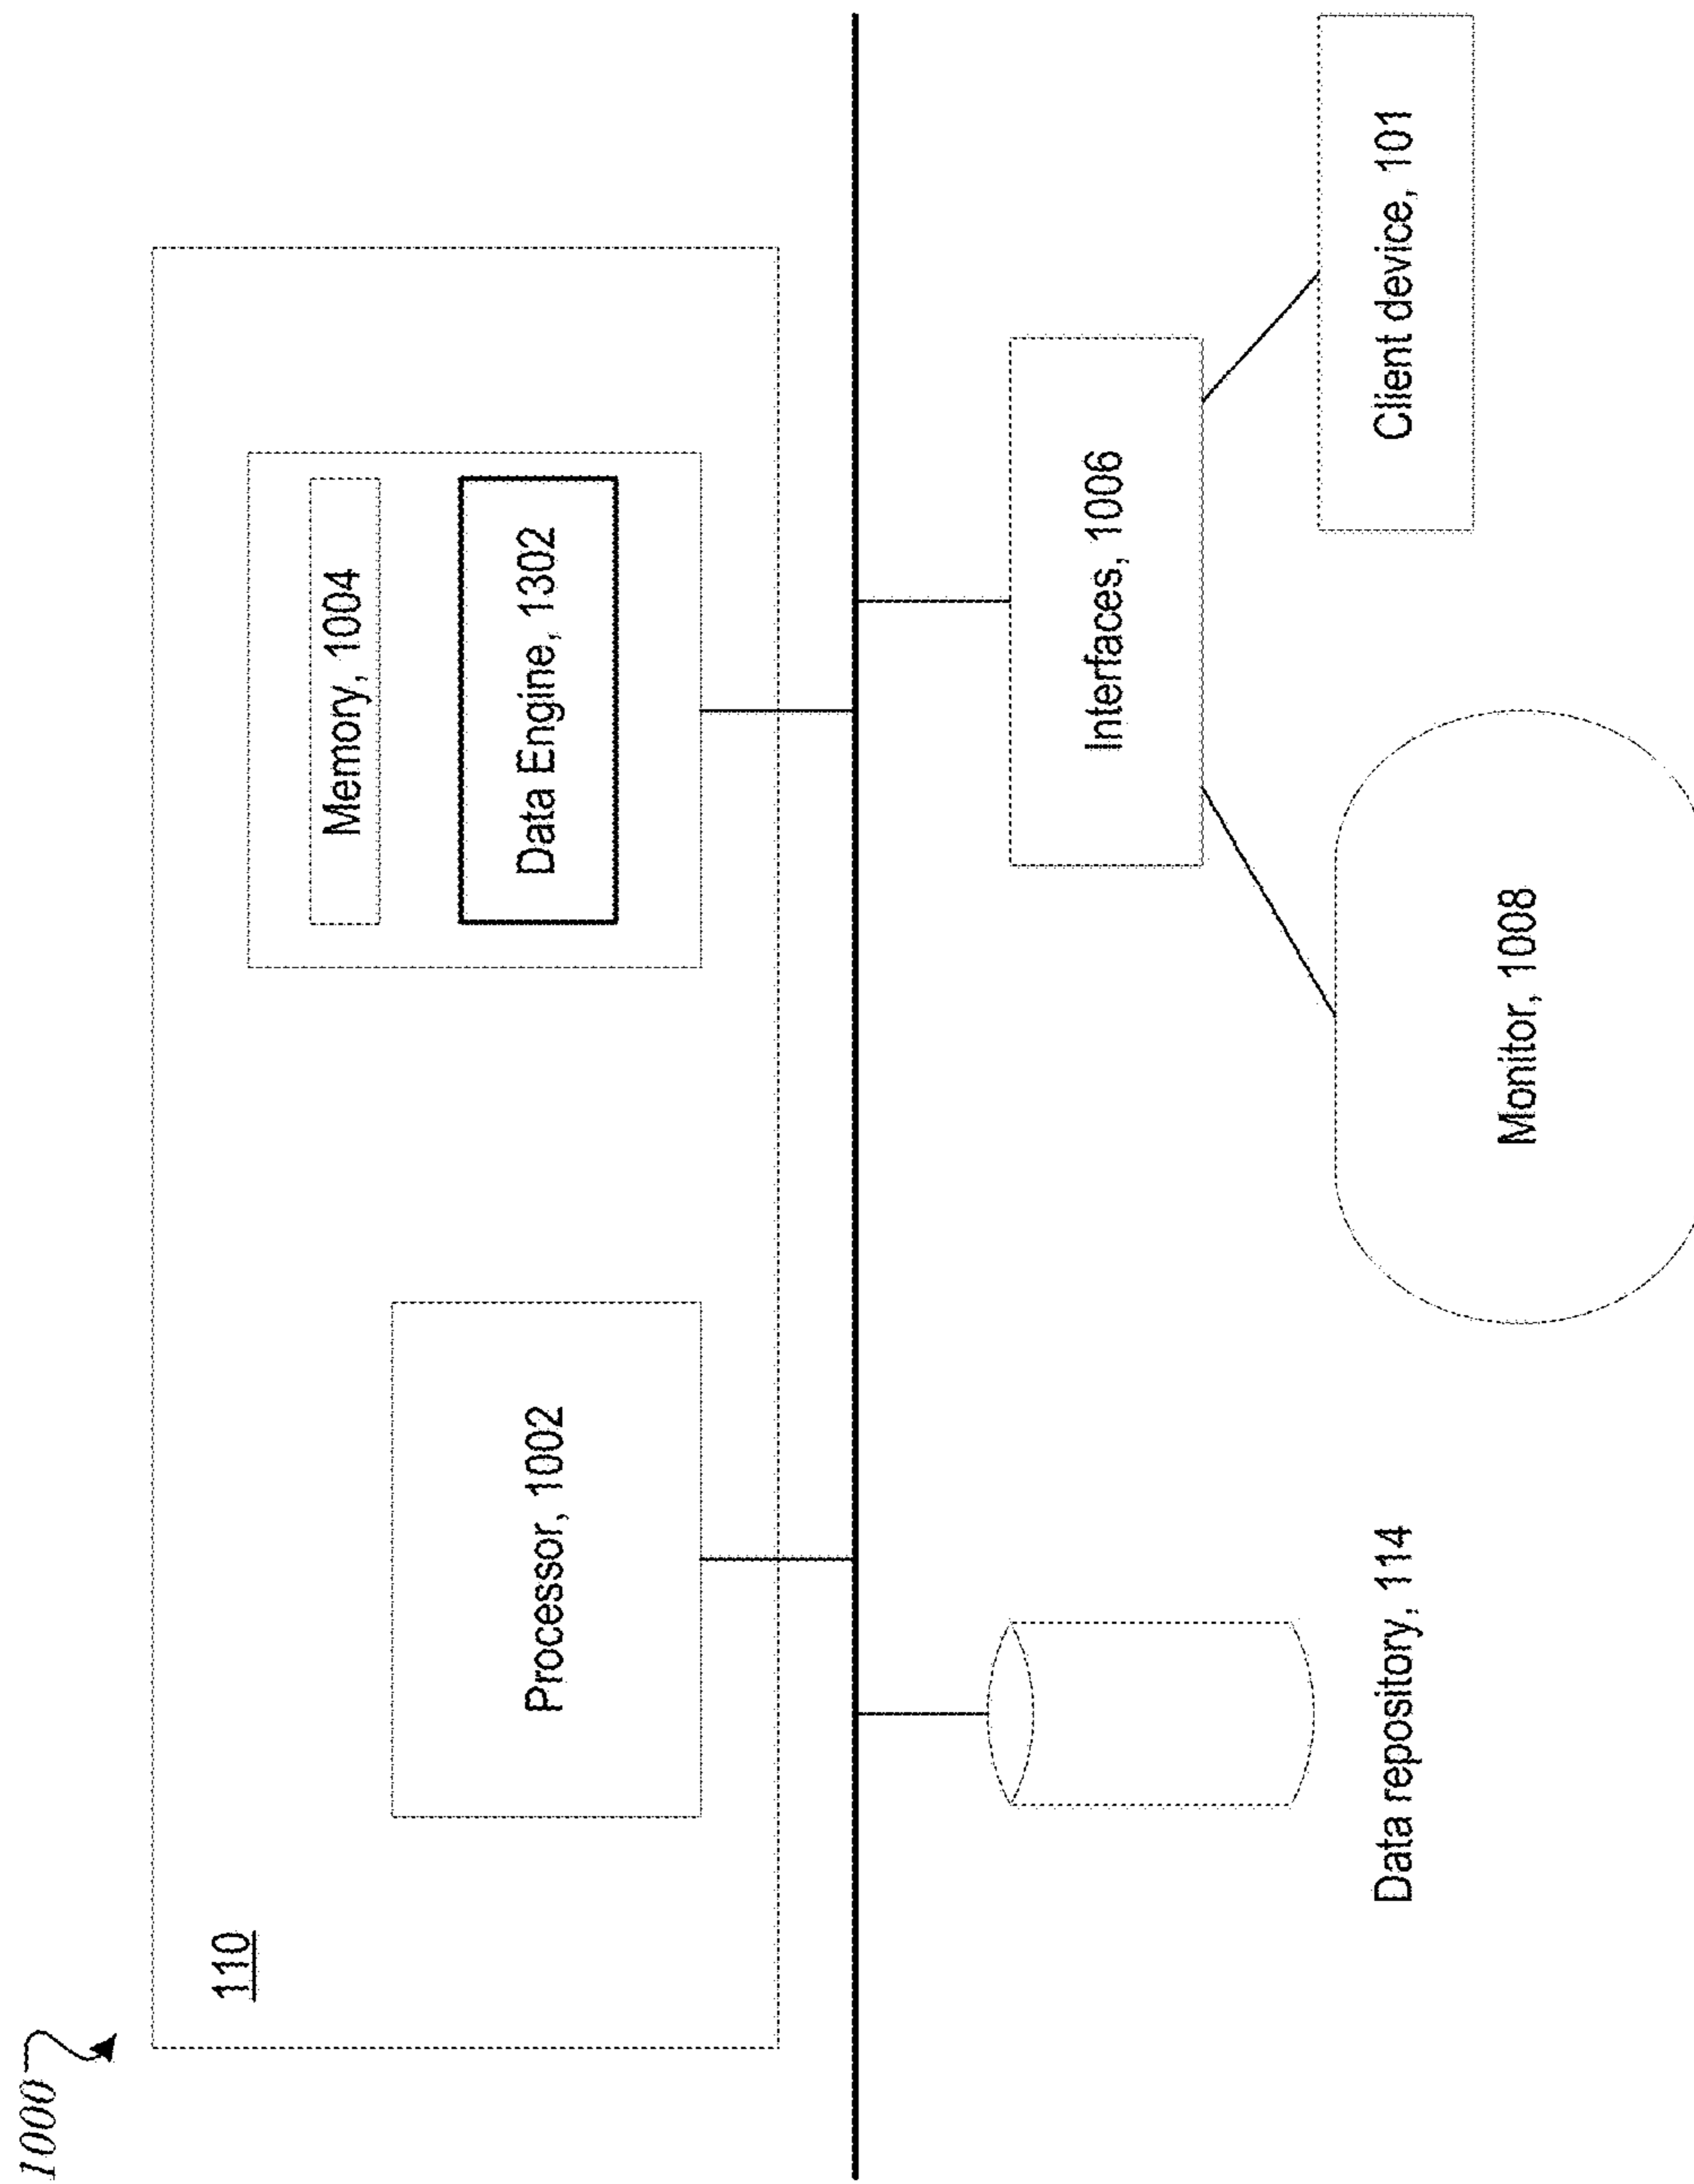 1000
110
Processor, 1002
Memory, 1004
Data Engine, 1302
Data repository, 114
Interfaces, 1006
Monitor, 1008
Client device, 101